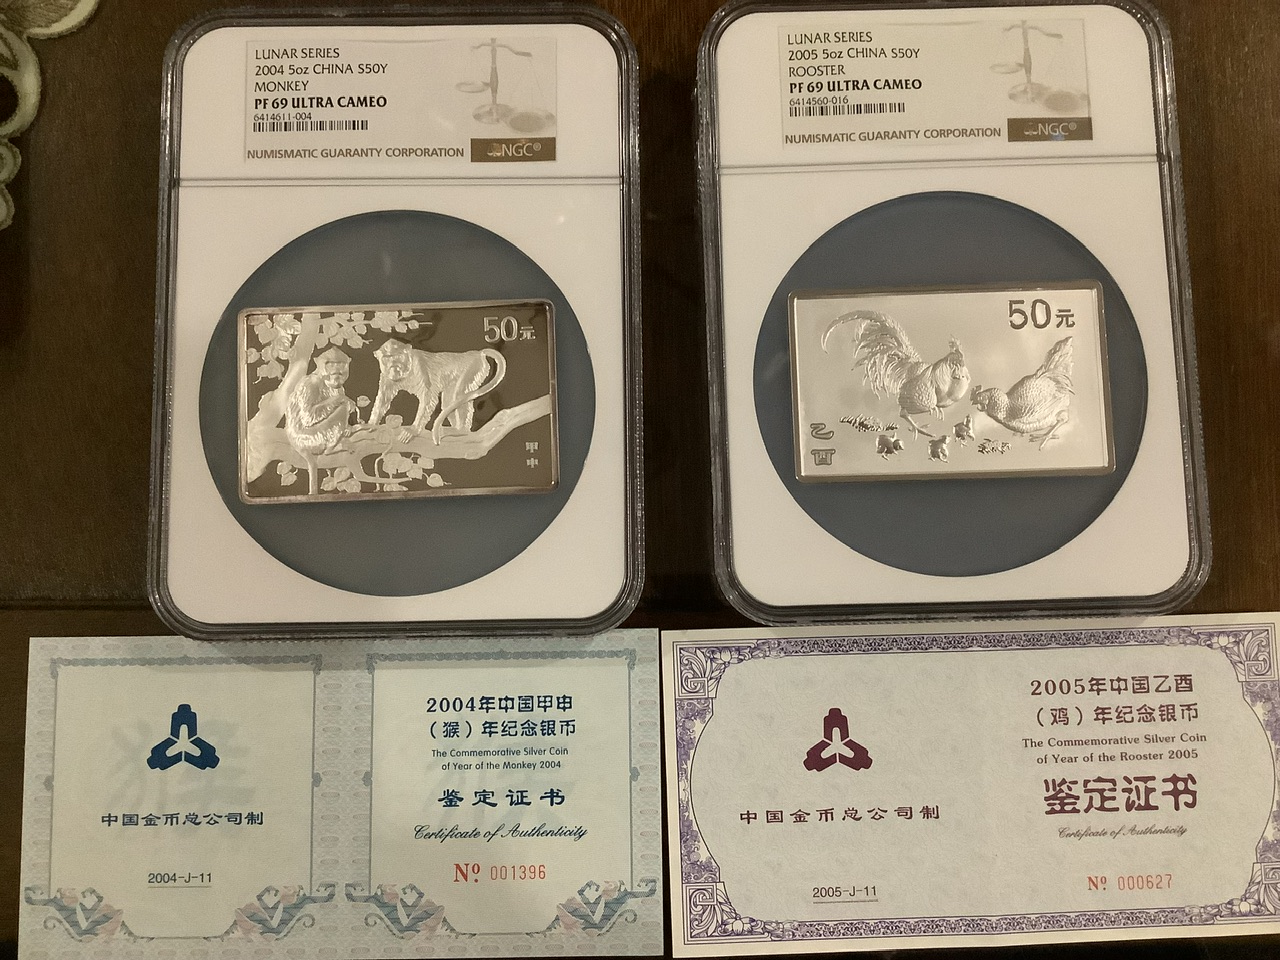 LUNAR SERIES
2004 5oz CHINA S50Y
MONKEY
PF 69 ULTRA CAMEO
6414611-004
NUMISMATIC GUARANTY CORPORATION
NGC®
LUNAR SERIES
2005 5oz CHINA S50Y
ROOSTER
PF 69 ULTRA CAMEO
6414560-016
NUMISMATIC GUARANTY CORPORATION
NGC®
50元
甲
申
50元
乙
酉
中国金币总公司制
2004-J-11
2004年中国甲申
（猴）年纪念银币
The Commemorative Silver Coin
of Year of the Monkey 2004
鉴定证书
Certificate of Authenticity
Nº 001396
中国金币总公司制
2005-J-11
2005年中国乙酉
（鸡）年纪念银币
The Commemorative Silver Coin
of Year of the Rooster 2005
鉴定证书
Certificate of Authenticity
Nº 000627